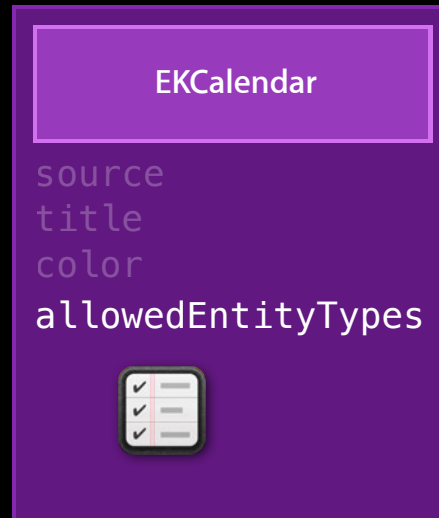 EKCalendar
source
title
color
allowedEntityTypes